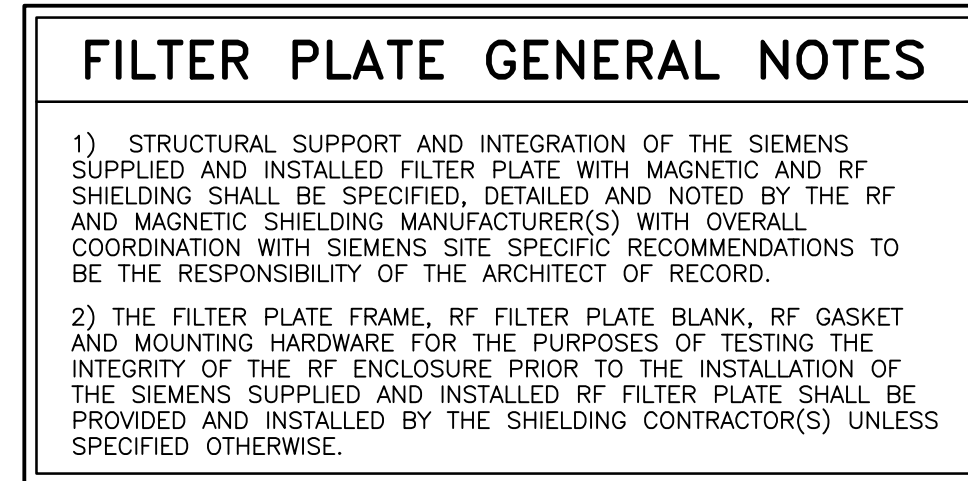 FILTER PLATE GENERAL NOTES
1) STRUCTURAL SUPPORT AND INTEGRATION OF THE SIEMENS
SUPPLIED AND INSTALLED FILTER PLATE WITH MAGNETIC AND RF
SHIELDING SHALL BE SPECIFIED, DETAILED AND NOTED BY THE RF
AND MAGNETIC SHIELDING MANUFACTURER(S) WITH OVERALL
COORDINATION WITH SIEMENS SITE SPECIFIC RECOMMENDATIONS TO
BE THE RESPONSIBILITY OF THE ARCHITECT OF RECORD.
2) THE FILTER PLATE FRAME, RF FILTER PLATE BLANK, RF GASKET
AND MOUNTING HARDWARE FOR THE PURPOSES OF TESTING THE
INTEGRITY OF THE RF ENCLOSURE PRIOR TO THE INSTALLATION OF
THE SIEMENS SUPPLIED AND INSTALLED RF FILTER PLATE SHALL BE
PROVIDED AND INSTALLED BY THE SHIELDING CONTRACTOR(S) UNLESS
SPECIFIED OTHERWISE.